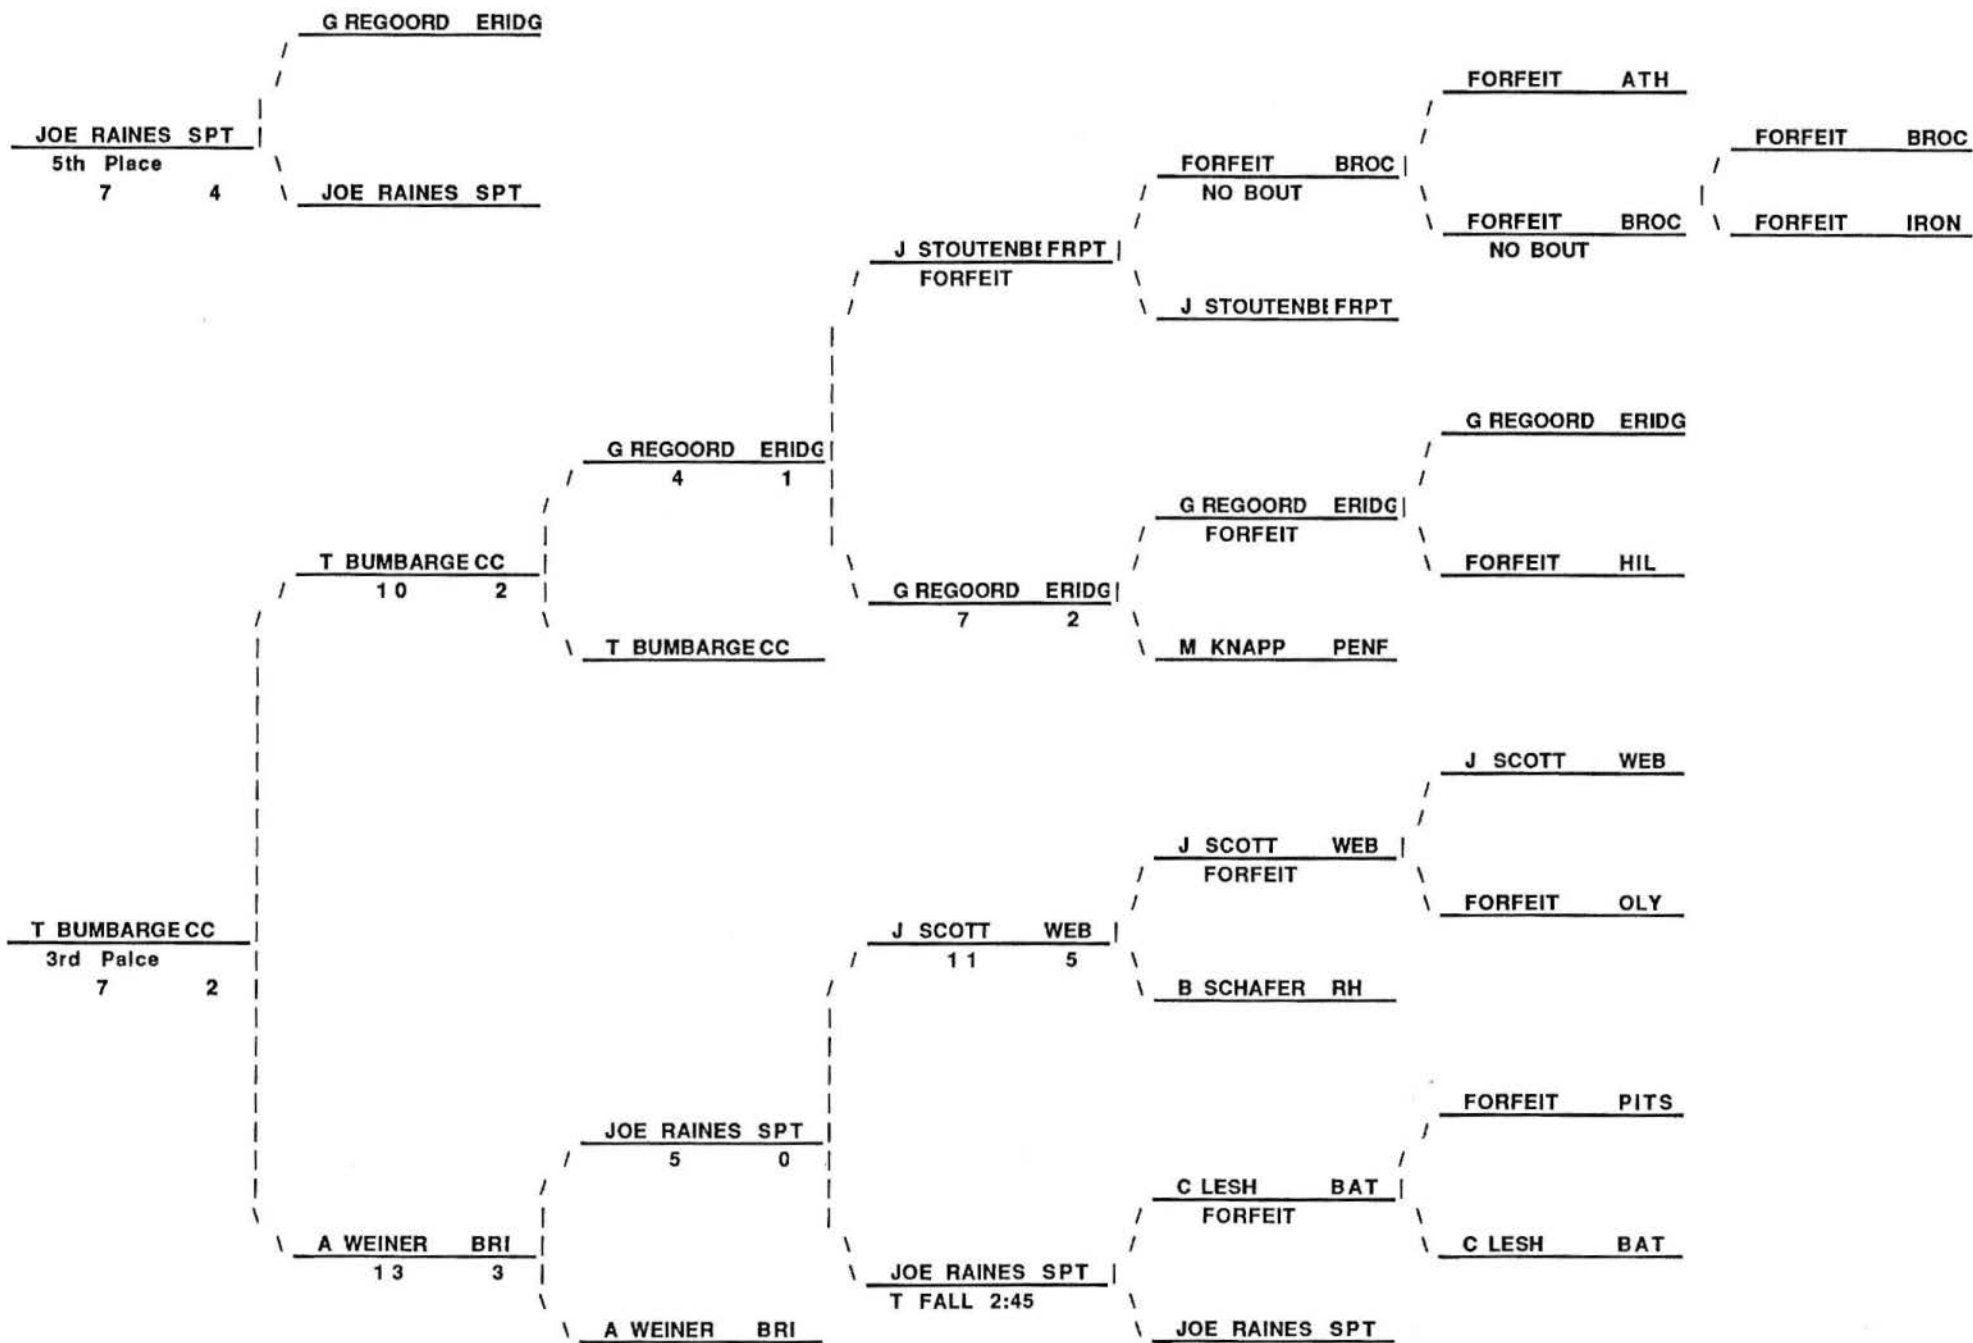 G REGOORD ERIDG
FORFEIT ATH
JOE RAINES SPT
FORFEIT BROC
5th Place
FORFEIT BROC
7 4
JOE RAINES SPT
NO BOUT
FORFEIT BROC
FORFEIT IRON
J STOUTENBE FRPT
NO BOUT
FORFEIT
J STOUTENBE FRPT
G REGOORD ERIDG
G REGOORD ERIDG
4 1
G REGOORD ERIDG
FORFEIT
T BUMBARGE CC
FORFEIT HIL
10 2
G REGOORD ERIDG
7 2
T BUMBARGE CC
M KNAPP PENF
J SCOTT WEB
J SCOTT WEB
FORFEIT
FORFEIT OLY
T BUMBARGE CC
J SCOTT WEB
3rd Palce
11 5
7 2
B SCHAFER RH
FORFEIT PITS
JOE RAINES SPT
5 0
C LESH BAT
FORFEIT
A WEINER BRI
C LESH BAT
13 3
JOE RAINES SPT
T FALL 2:45
A WEINER BRI
JOE RAINES SPT